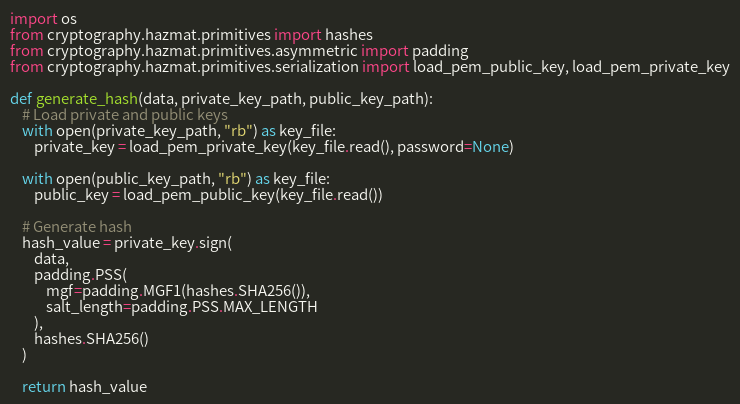 import os
from cryptography.hazmat.primitives import hashes
from cryptography.hazmat.primitives.asymmetric import padding
from cryptography.hazmat.primitives.serialization import load_pem_public_key, load_pem_private_key

def generate_hash(data, private_key_path, public_key_path):
    # Load private and public keys
    with open(private_key_path, "rb") as key_file:
        private_key = load_pem_private_key(key_file.read(), password=None)

    with open(public_key_path, "rb") as key_file:
        public_key = load_pem_public_key(key_file.read())

    # Generate hash
    hash_value = private_key.sign(
        data,
        padding.PSS(
            mgf=padding.MGF1(hashes.SHA256()),
            salt_length=padding.PSS.MAX_LENGTH
        ),
        hashes.SHA256()
    )

    return hash_value